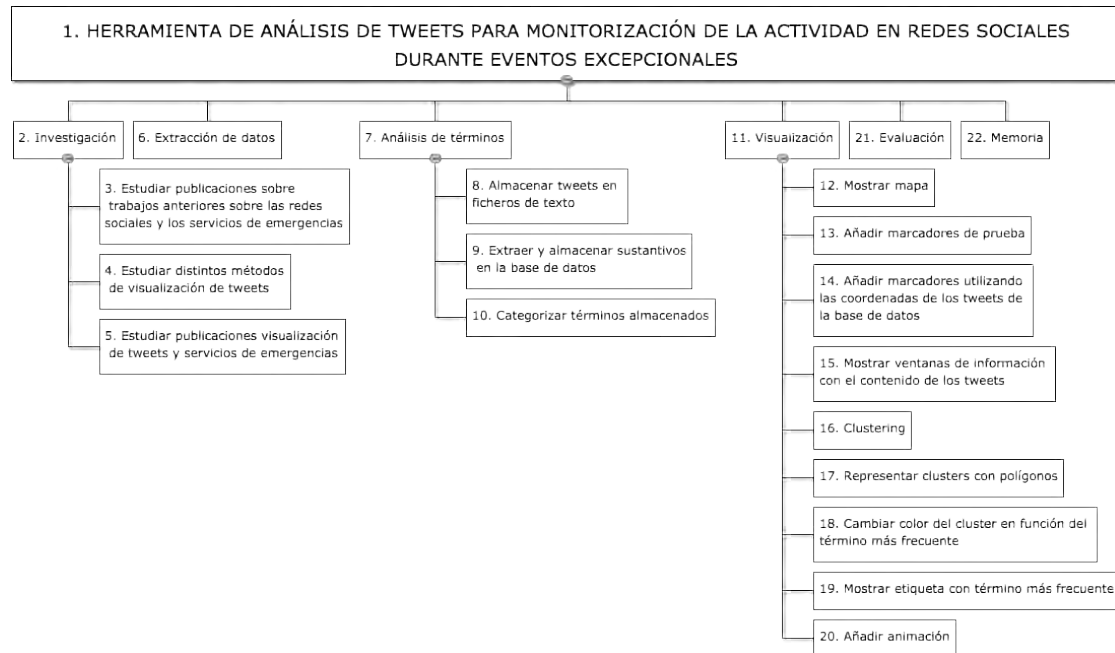 1. HERRAMIENTA DE ANÁLISIS DE TWEETS PARA MONITORIZACIÓN DE LA ACTIVIDAD EN REDES SOCIALES
DURANTE EVENTOS EXCEPCIONALES
2. Investigación
6. Extracción de datos
7. Análisis de términos
11. Visualización
21. Evaluación
22. Memoria
3. Estudiar publicaciones sobre
trabajos anteriores sobre las redes
sociales y los servicios de emergencias
4. Estudiar distintos métodos
de visualización de tweets
5. Estudiar publicaciones visualización
de tweets y servicios de emergencias
8. Almacenar tweets en
ficheros de texto
9. Extraer y almacenar sustantivos
en la base de datos
10. Categorizar términos almacenados
12. Mostrar mapa
13. Añadir marcadores de prueba
14. Añadir marcadores utilizando
las coordenadas de los tweets de
la base de datos
15. Mostrar ventanas de información
con el contenido de los tweets
16. Clustering
17. Representar clusters con polígonos
18. Cambiar color del cluster en función del
término más frecuente
19. Mostrar etiqueta con término más frecuente
20. Añadir animación